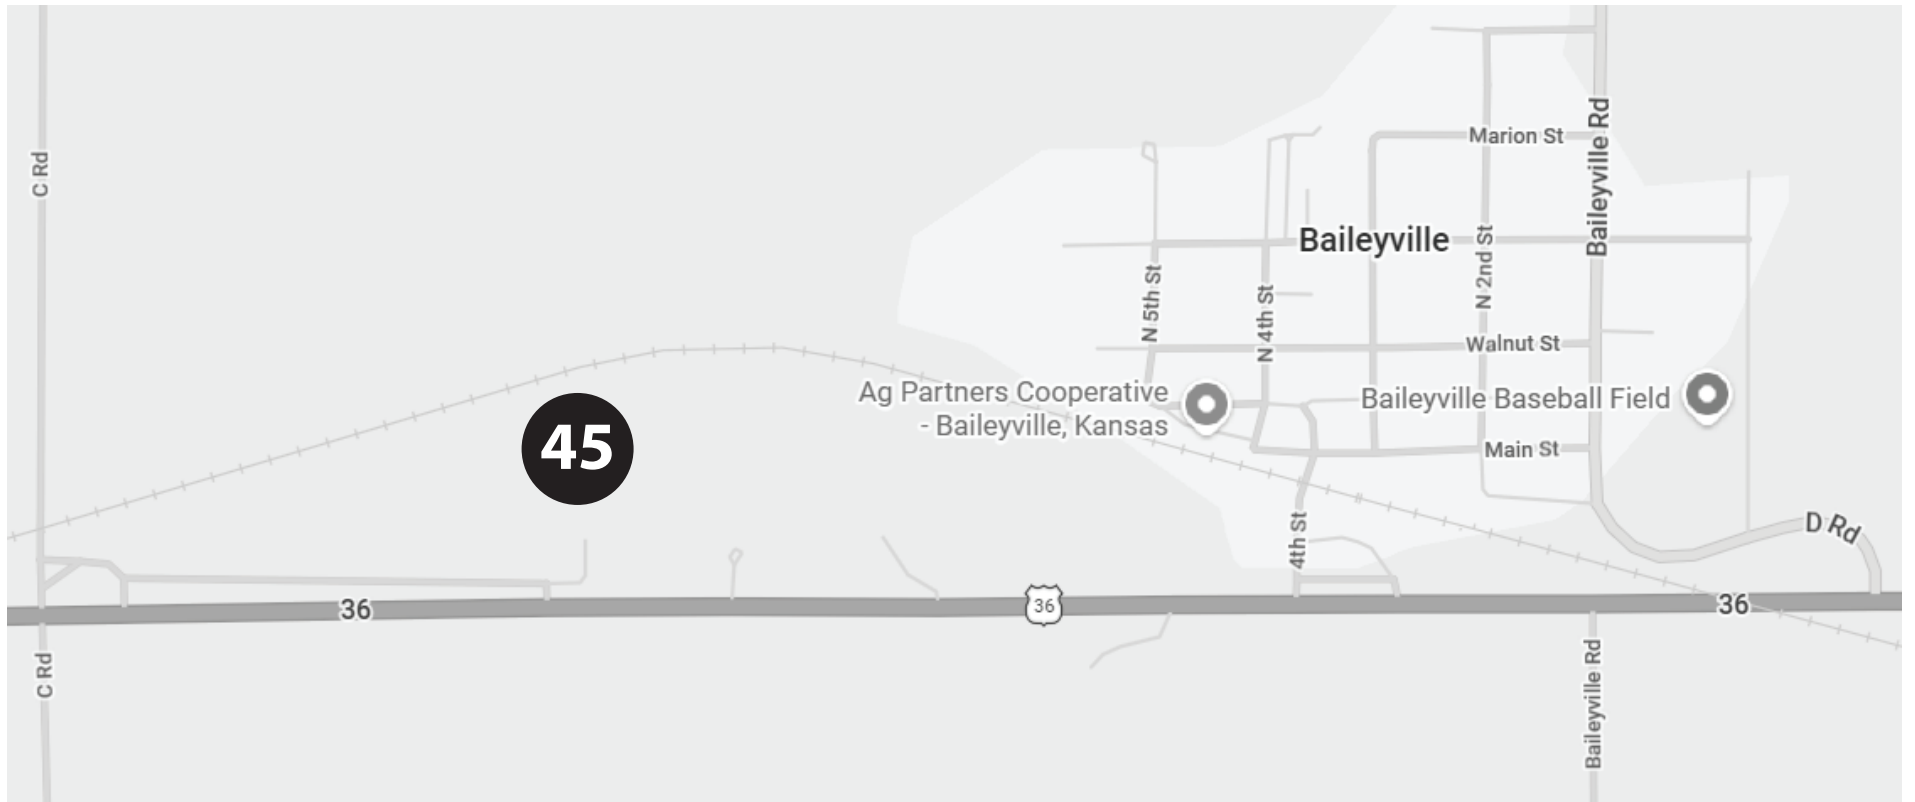 Marion St
Baileyville Rd
C Rd
Baileyville
N 2nd St
N 5th St
N 4th St
Walnut St
Ag Partners Cooperative
- Baileyville, Kansas
Baileyville Baseball Field
45
Main St
4th St
D Rd
36
36
36
C Rd
Baileyville Rd